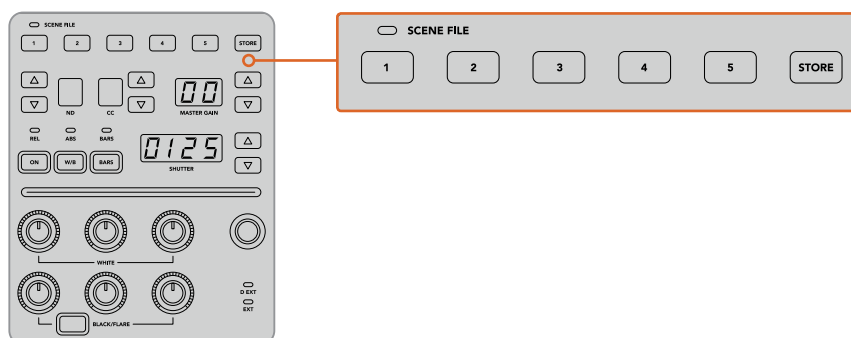 SCENE FILE
1 2 3 4 5 STORE
ND CC 00 MASTER GAIN
REL ABS BARS
ON W/B BARS 0125
SHUTTER
WHITE
D EXT
EXT
BLACK/FLARE
SCENE FILE
1 2 3 4 5 STORE